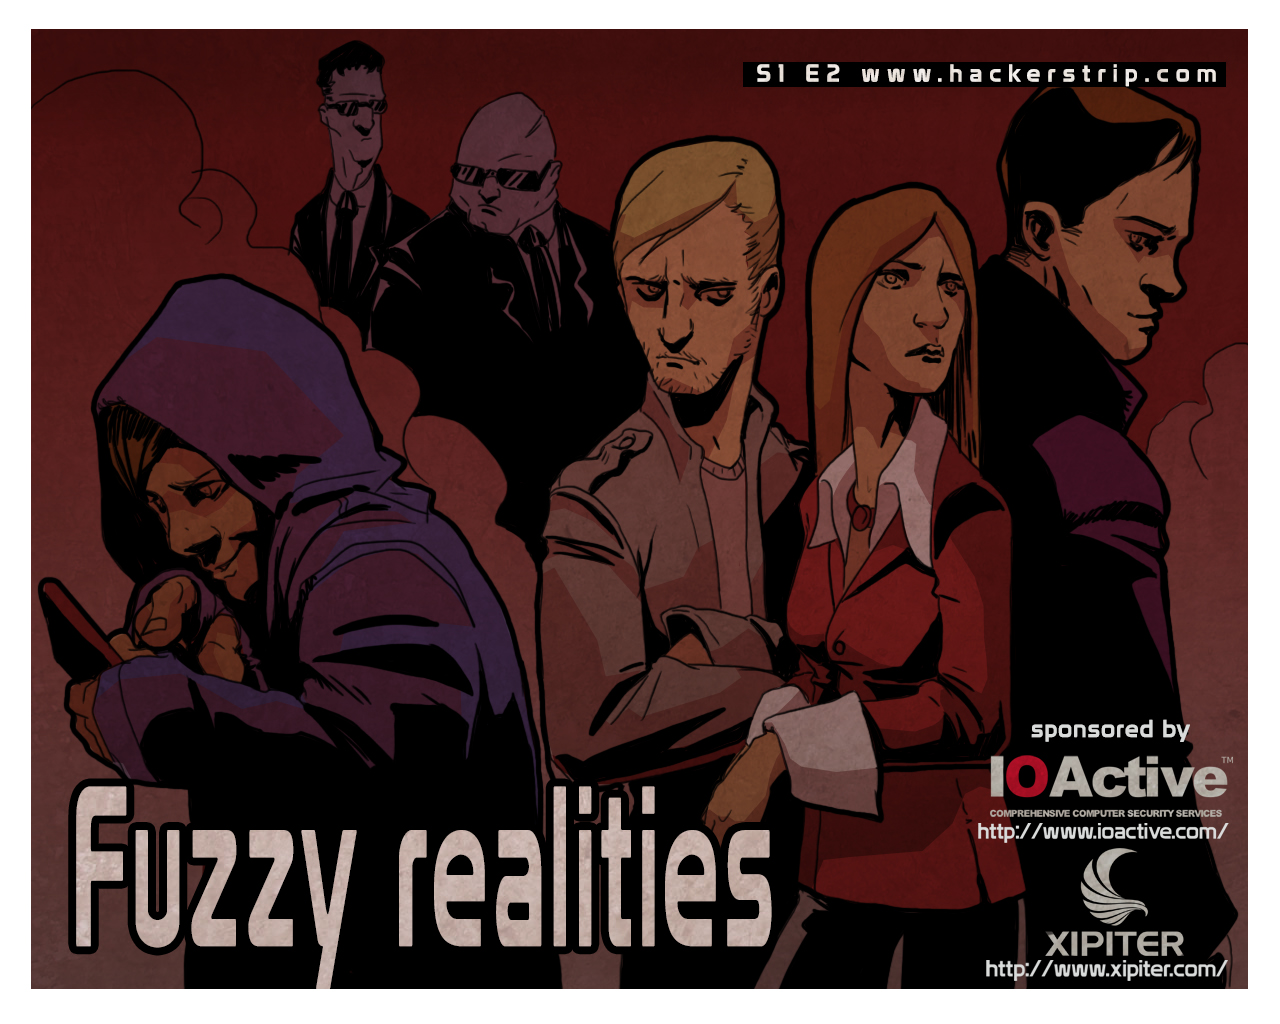 S1 E2 www.hackerstrip.com
sponsored by
IOActive™
COMPREHENSIVE COMPUTER SECURITY SERVICES
http://www.ioactive.com/
XIPITER
http://www.xipiter.com/
Fuzzy realities